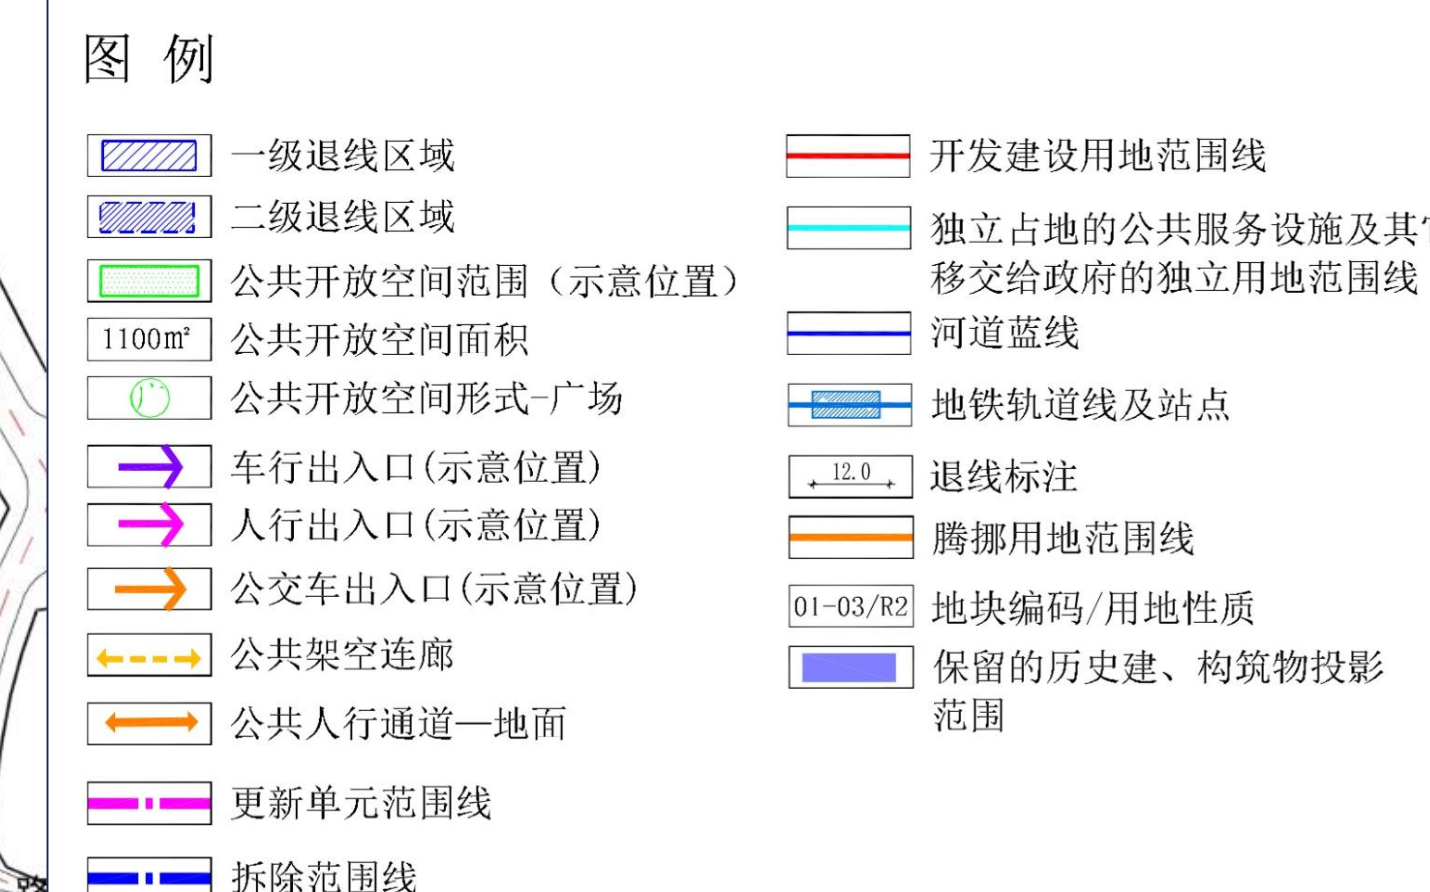 图 例
一级退线区域
二级退线区域
公共开放空间范围（示意位置）
1100㎡ 公共开放空间面积
公共开放空间形式-广场
车行出入口(示意位置)
人行出入口(示意位置)
公交车出入口(示意位置)
公共架空连廊
公共人行通道—地面
更新单元范围线
拆除范围线
开发建设用地范围线
独立占地的公共服务设施及其它
移交给政府的独立用地范围线
河道蓝线
地铁轨道线及站点
12.0 退线标注
腾挪用地范围线
01-03/R2 地块编码/用地性质
保留的历史建、构筑物投影
范围
路